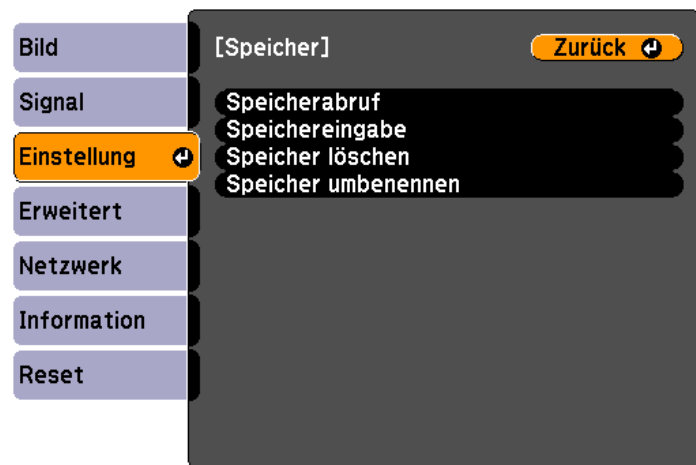 Bild
Signal
Einstellung
Erweitert
Netzwerk
Information
Reset
[Speicher]
Zurück
Speicherabruf
Speichereingabe
Speicher löschen
Speicher umbenennen